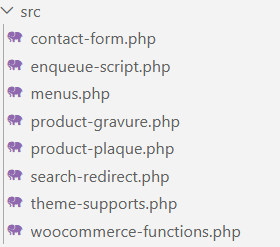 src
contact-form.php
enqueue-script.php
menus.php
product-gravure.php
product-plaque.php
search-redirect.php
theme-supports.php
woocommerce-functions.php